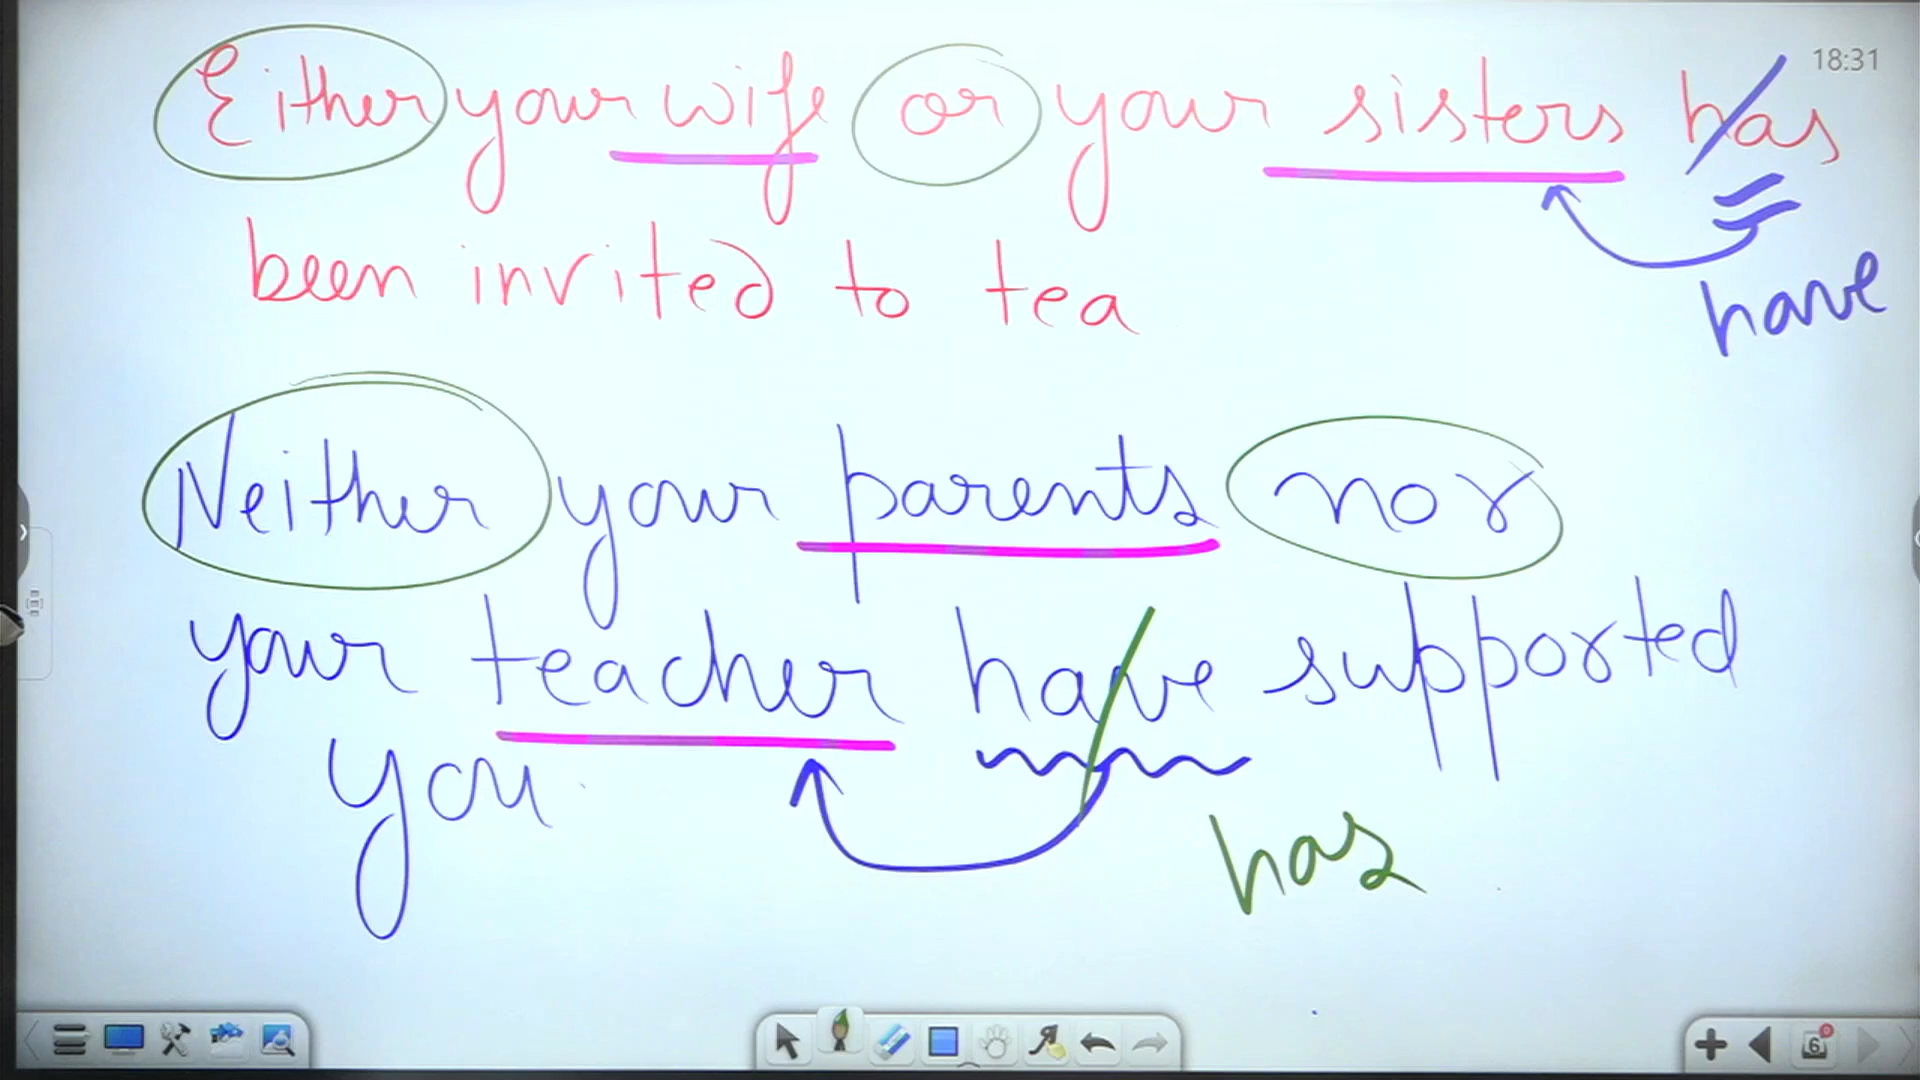 18:31
Either your wife or your sisters has
been invited to tea
have
Neither your parents nor
your teacher have supported
you.
has
6